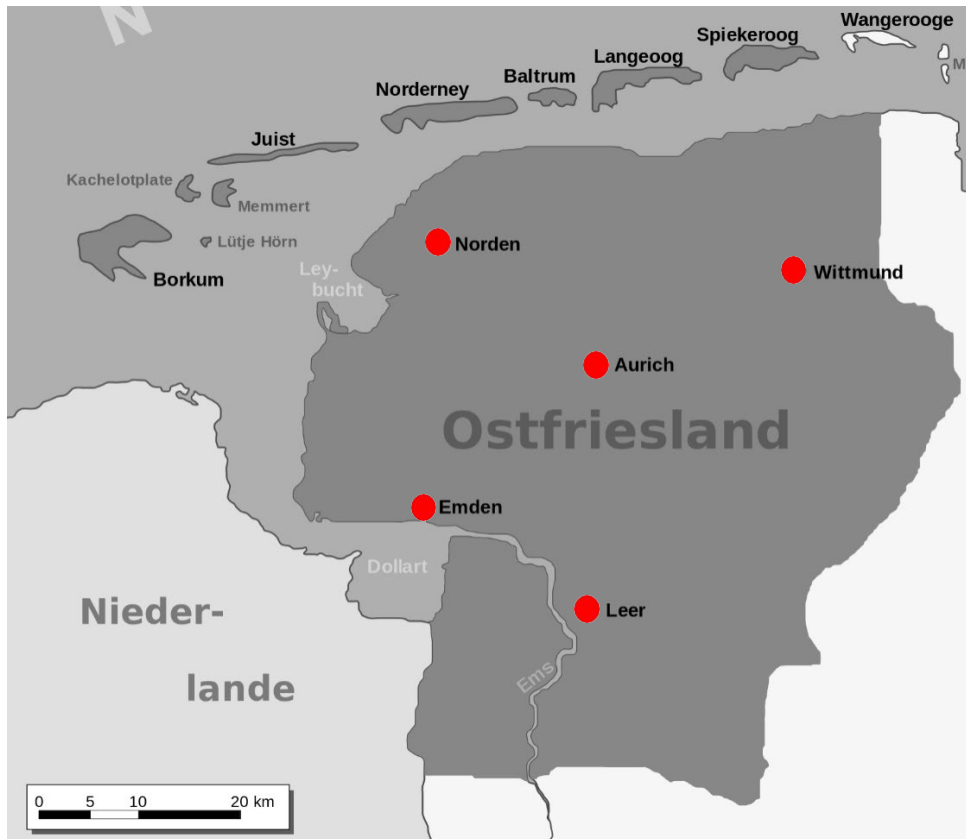 N
Wangerooge
Spiekeroog
Langeoog
M
Baltrum
Norderney
Juist
Kachelotplate
Memmert
Lütje Hörn
Borkum
Ley-
bucht
Norden
Wittmund
Aurich
Ostfriesland
Emden
Dollart
Nieder-
lande
Leer
Ems
0 5 10 20 km